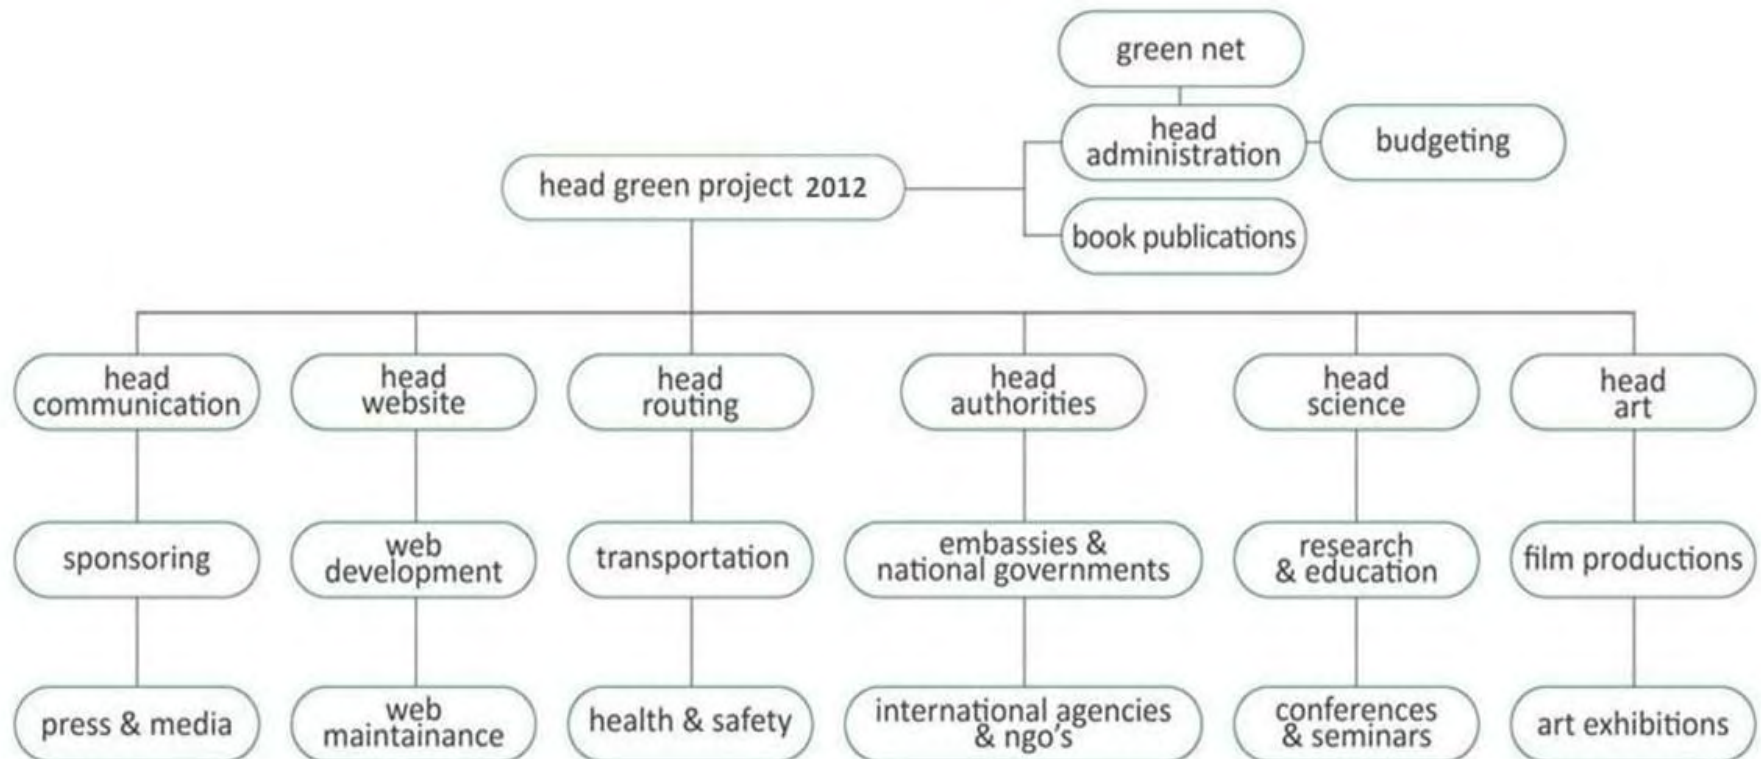 green net
head
administration
budgeting
head green project 2012
book publications
head
communication
head
website
head
routing
head
authorities
head
science
head
art
sponsoring
web
development
transportation
embassies &
national governments
research
& education
film productions
press & media
web
maintainance
health & safety
international agencies
& ngo's
conferences
& seminars
art exhibitions